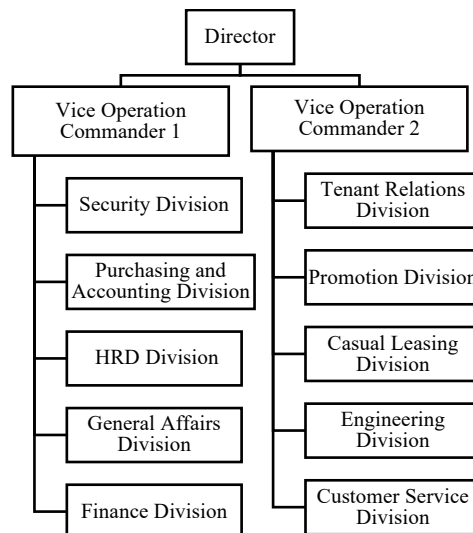 Director
Vice Operation
Commander 1
Vice Operation
Commander 2
Security Division
Purchasing and
Accounting Division
HRD Division
General Affairs
Division
Finance Division
Tenant Relations
Division
Promotion Division
Casual Leasing
Division
Engineering
Division
Customer Service
Division